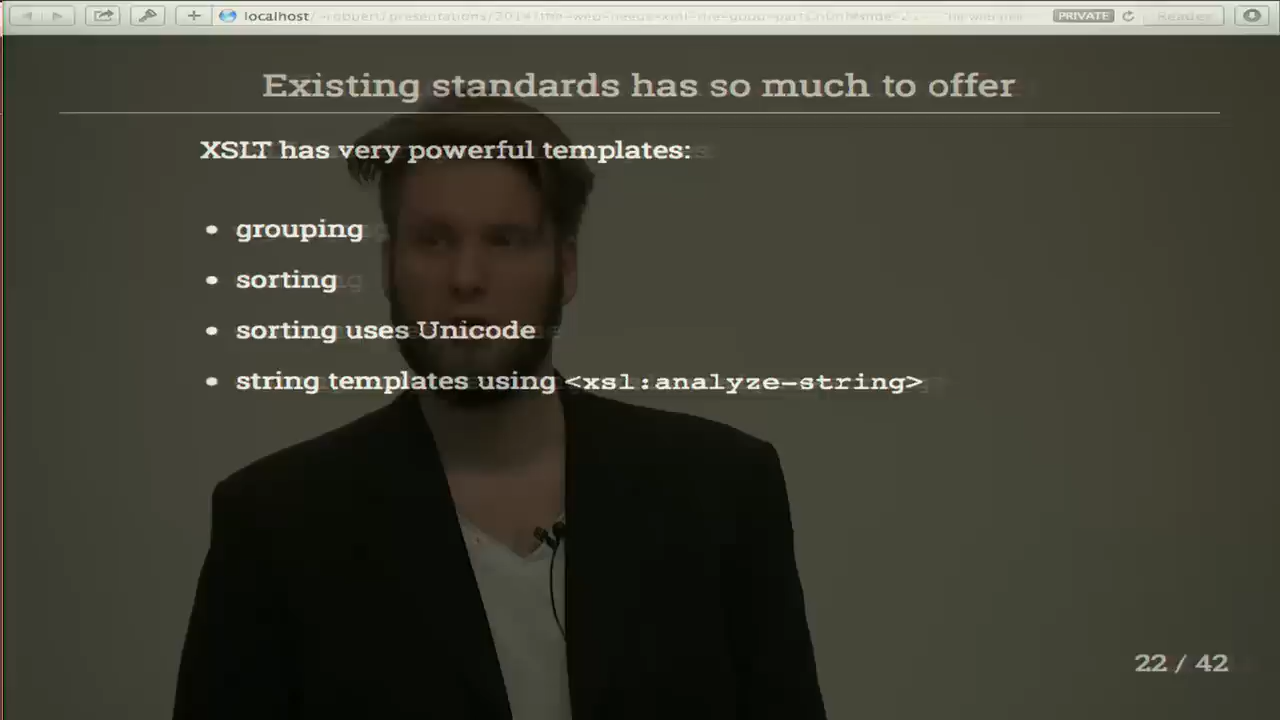 localhost
PRIVATE
Reader
Existing standards has so much to offer
XSLT has very powerful templates:
• grouping
• sorting
• sorting uses Unicode
• string templates using <xsl:analyze-string>
22 / 42